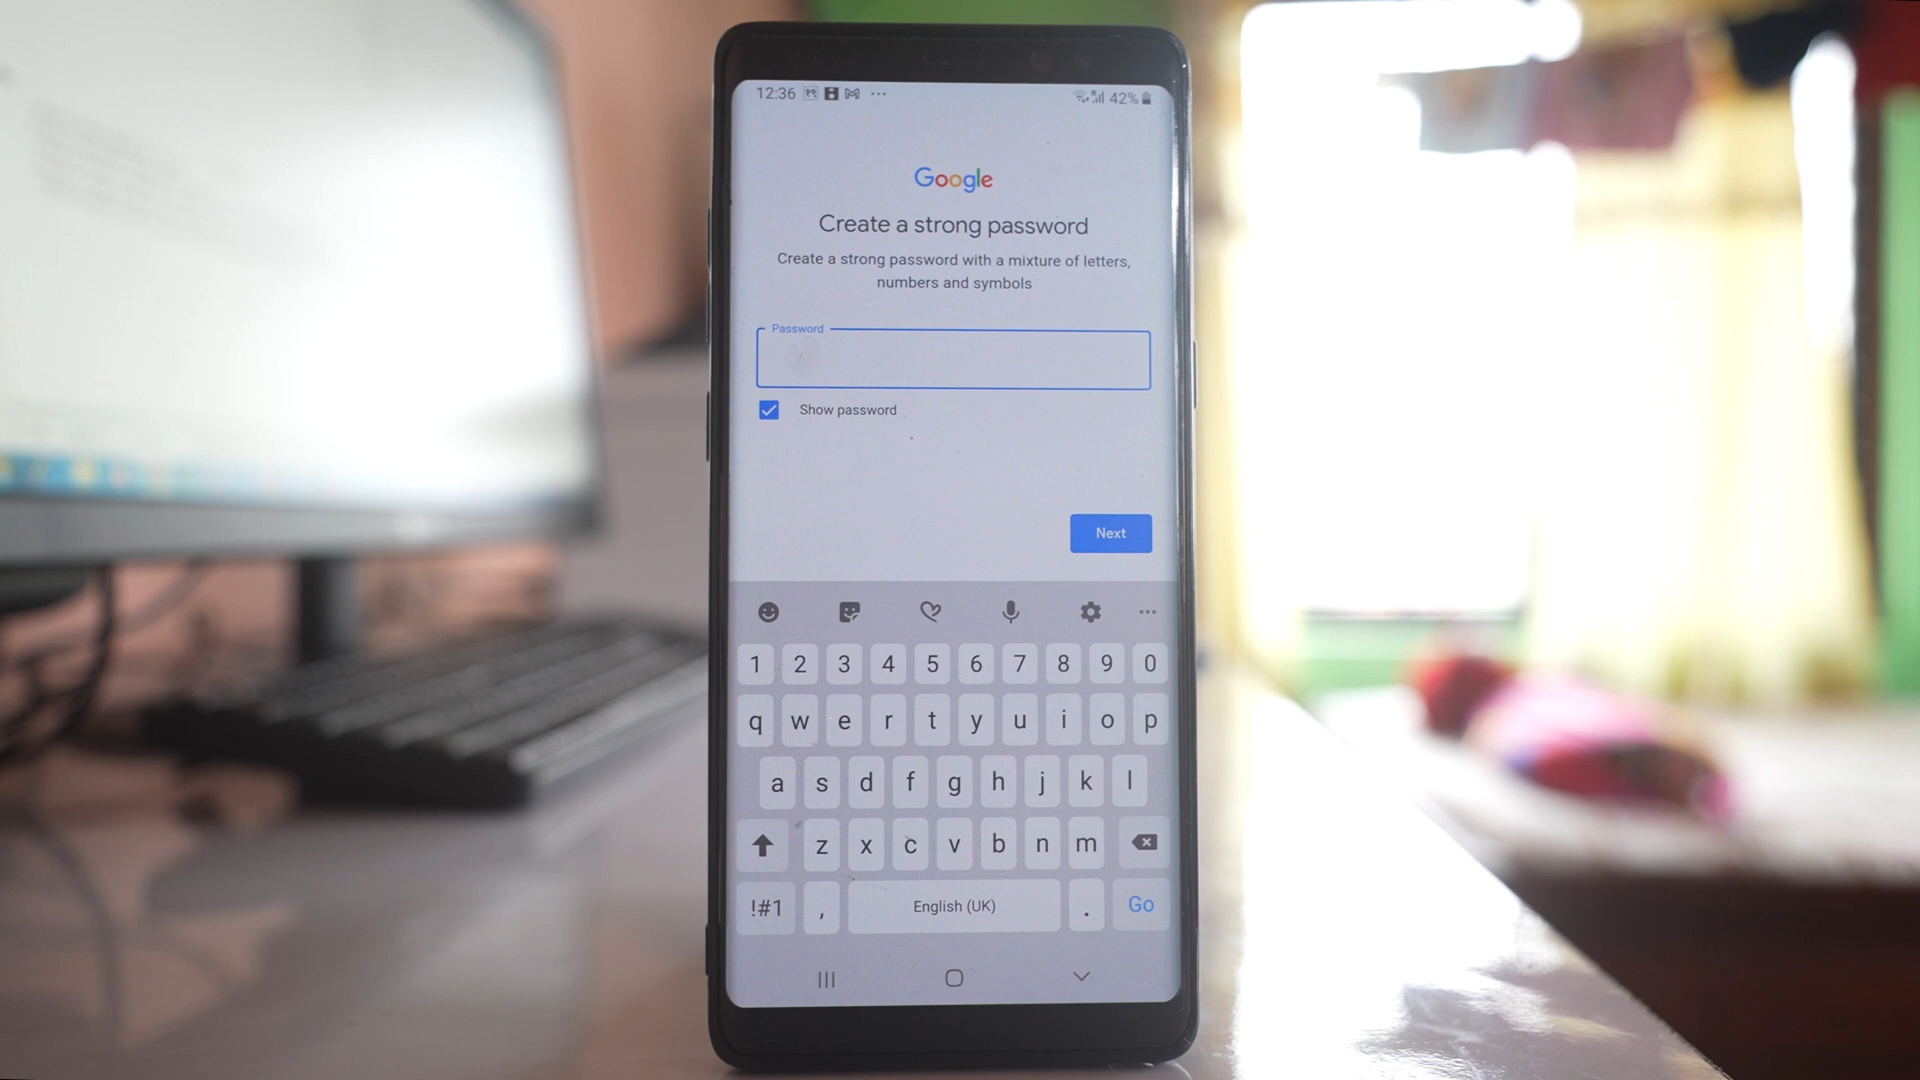 12:36 ··· 42%
Google
Create a strong password
Create a strong password with a mixture of letters,
numbers and symbols
Password
Show password
Next
1 2 3 4 5 6 7 8 9 0
q w e r t y u i o p
a s d f g h j k l
z x c v b n m
!#1 , English (UK) . Go